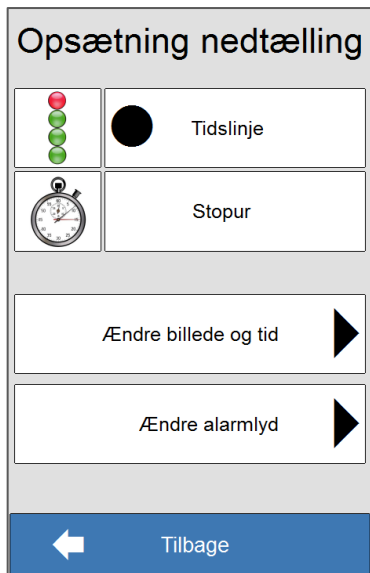 Opsætning nedtælling
Tidslinje
Stopur
Ændre billede og tid
Ændre alarmlyd
Tilbage